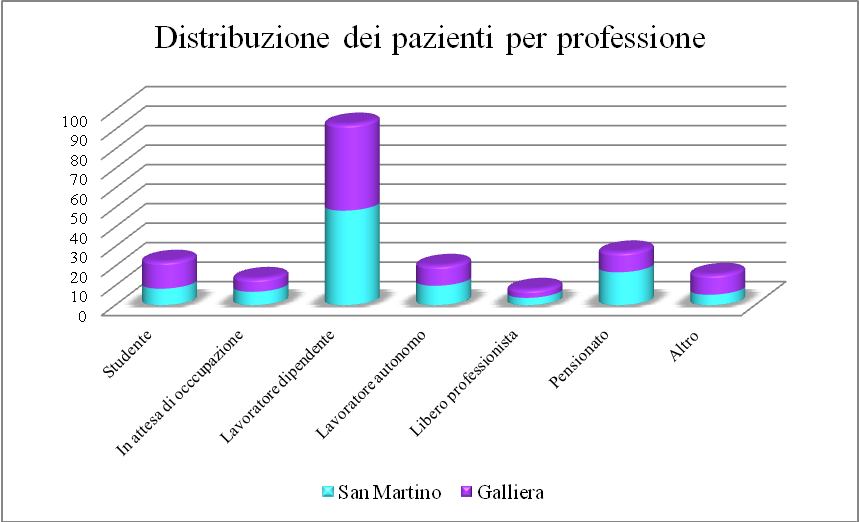 Distribuzione dei pazienti per professione
100
90
80
70
60
50
40
30
20
10
0
Studente
In attesa di occcupazione
Lavoratore dipendente
Lavoratore autonomo
Libero professionista
Pensionato
Altro
San Martino
Galliera